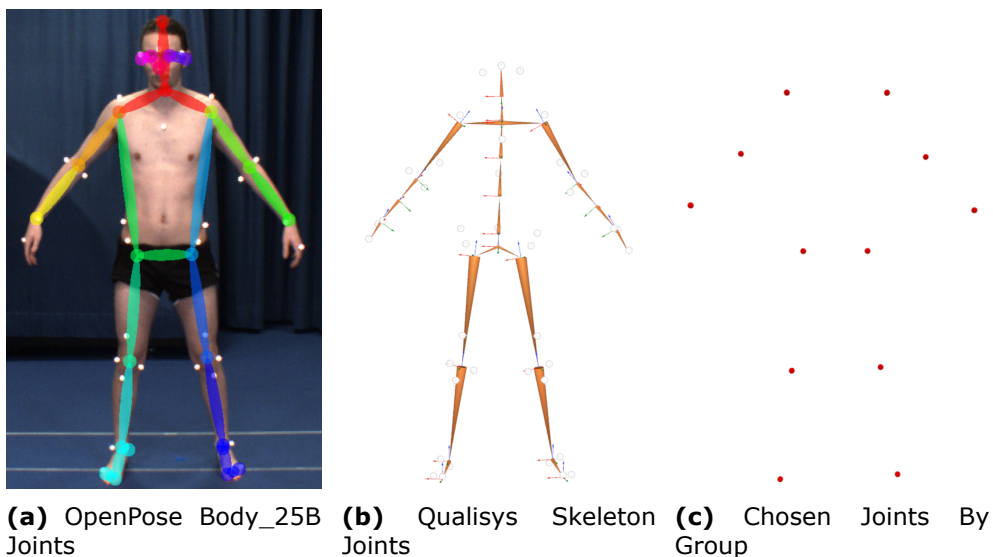 (a) OpenPose Body_25B
Joints
(b) Qualisys Skeleton
Joints
(c) Chosen Joints By
Group